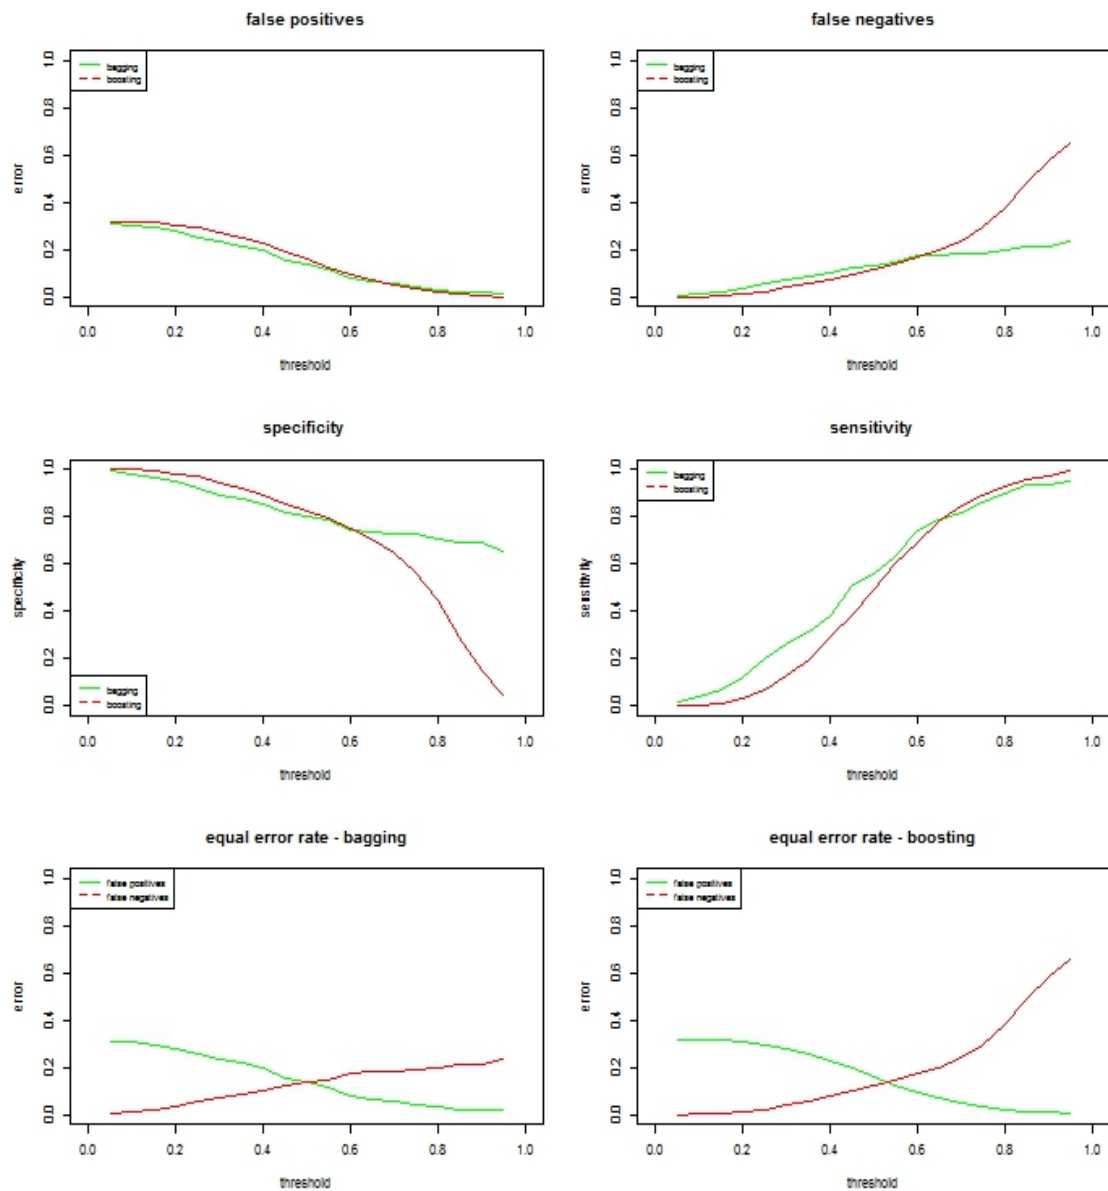 false positives
1.0
0.8
0.6
0.4
0.2
0.0
error
bagging
boosting
0.0 0.2 0.4 0.6 0.8 1.0
threshold
false negatives
1.0
0.8
0.6
0.4
0.2
0.0
error
bagging
boosting
0.0 0.2 0.4 0.6 0.8 1.0
threshold
specificity
1.0
0.8
0.6
0.4
0.2
0.0
specificity
bagging
boosting
0.0 0.2 0.4 0.6 0.8 1.0
threshold
sensitivity
1.0
0.8
0.6
0.4
0.2
0.0
sensitivity
bagging
boosting
0.0 0.2 0.4 0.6 0.8 1.0
threshold
equal error rate - bagging
1.0
0.8
0.6
0.4
0.2
0.0
error
false positives
false negatives
0.0 0.2 0.4 0.6 0.8 1.0
threshold
equal error rate - boosting
1.0
0.8
0.6
0.4
0.2
0.0
error
false positives
false negatives
0.0 0.2 0.4 0.6 0.8 1.0
threshold